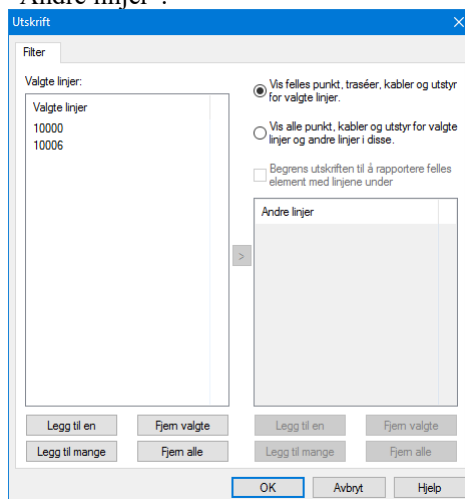 "Andre linjer".
Utskrift
Filter
Valgte linjer:
Valgte linjer
10000
10006
Vis felles punkt, traséer, kabler og utstyr
for valgte linjer.
Vis alle punkt, kabler og utstyr for valgte
linjer og andre linjer i disse.
Begrens utskriften til å rapportere felles
element med linjene under
Andre linjer
>
Legg til en
Fjern valgte
Legg til en
Fjern valgte
Legg til mange
Fjern alle
Legg til mange
Fjern alle
OK
Avbryt
Hjelp